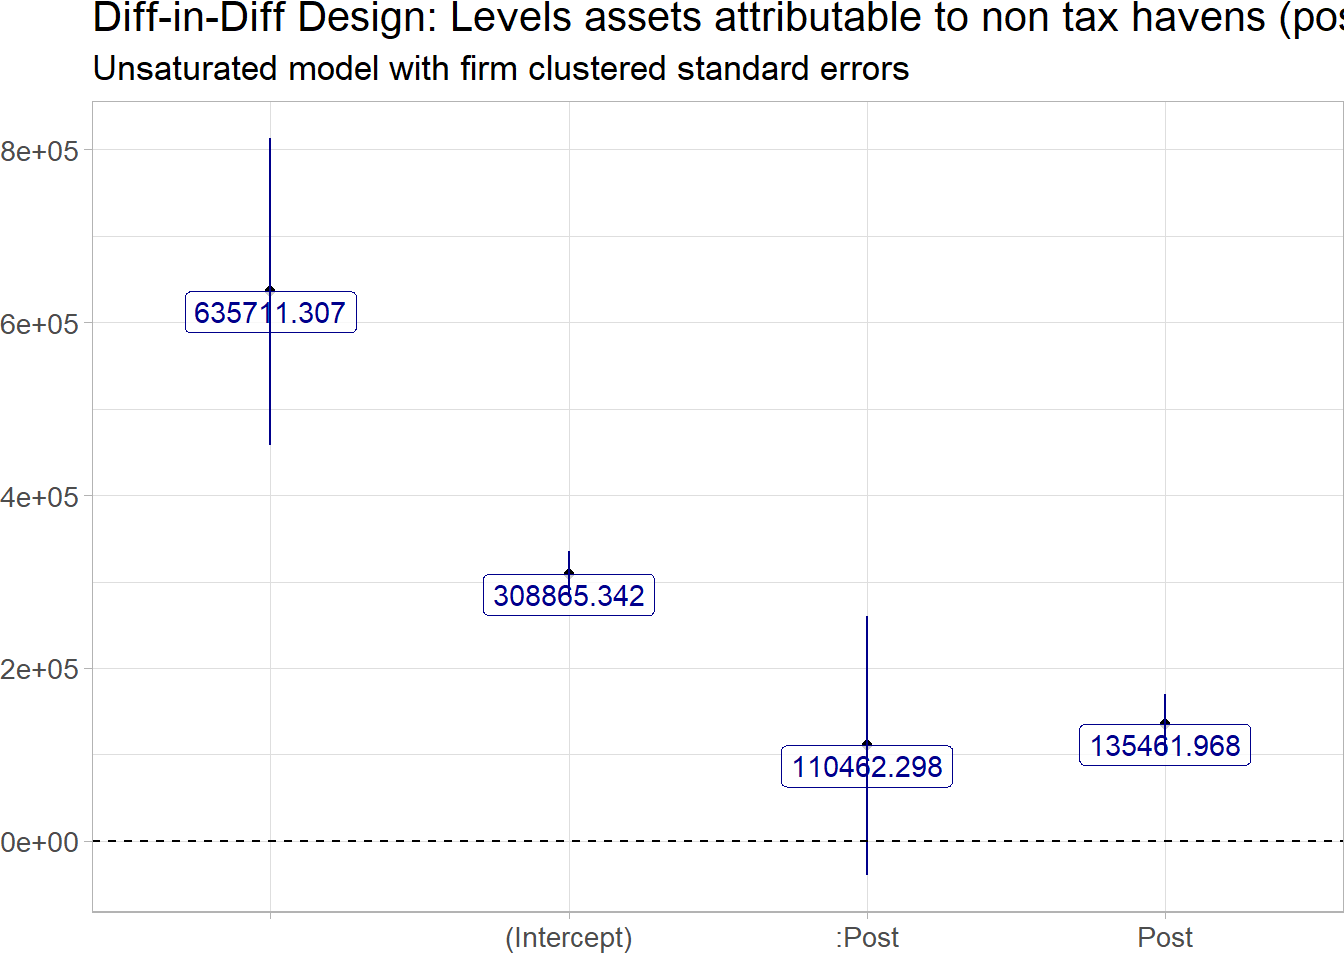 Diff-in-Diff Design: Levels assets attributable to non tax havens (pos
Unsaturated model with firm clustered standard errors
8e+05
635711.307
6e+05
4e+05
308865.342
2e+05
135461.968
110462.298
0e+00
(Intercept)
:Post
Post